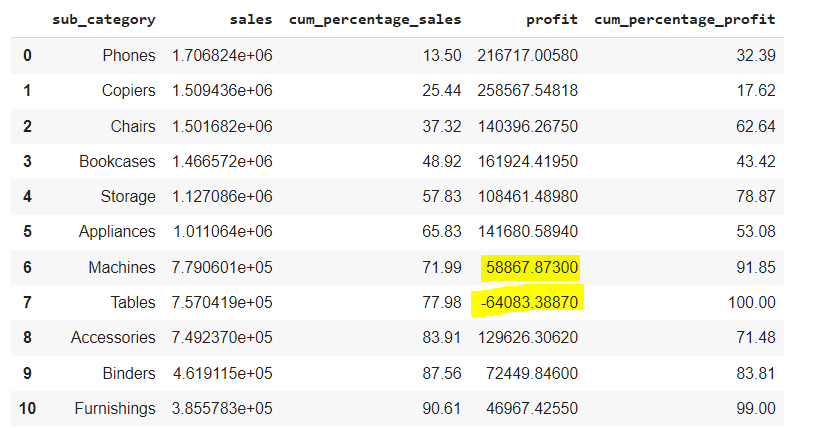 sub_category sales cum_percentage_sales profit cum_percentage_profit
0 Phones 1.706824e+06 13.50 216717.00580 32.39
1 Copiers 1.509436e+06 25.44 258567.54818 17.62
2 Chairs 1.501682e+06 37.32 140396.26750 62.64
3 Bookcases 1.466572e+06 48.92 161924.41950 43.42
4 Storage 1.127086e+06 57.83 108461.48980 78.87
5 Appliances 1.011064e+06 65.83 141680.58940 53.08
6 Machines 7.790601e+05 71.99 58867.87300 91.85
7 Tables 7.570419e+05 77.98 -64083.38870 100.00
8 Accessories 7.492370e+05 83.91 129626.30620 71.48
9 Binders 4.619115e+05 87.56 72449.84600 83.81
10 Furnishings 3.855783e+05 90.61 46967.42550 99.00